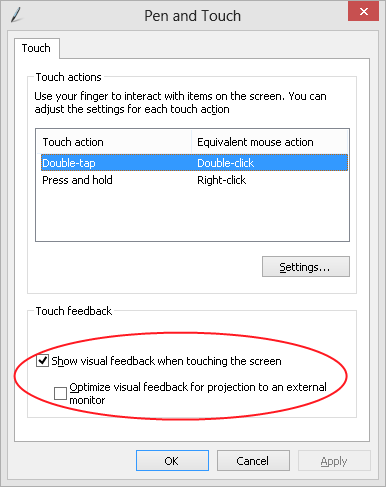 Pen and Touch
Touch
Touch actions
Use your finger to interact with items on the screen. You can
adjust the settings for each touch action
Touch action Equivalent mouse action
Double-tap Double-click
Press and hold Right-click
Settings...
Touch feedback
Show visual feedback when touching the screen
Optimize visual feedback for projection to an external
monitor
OK Cancel Apply